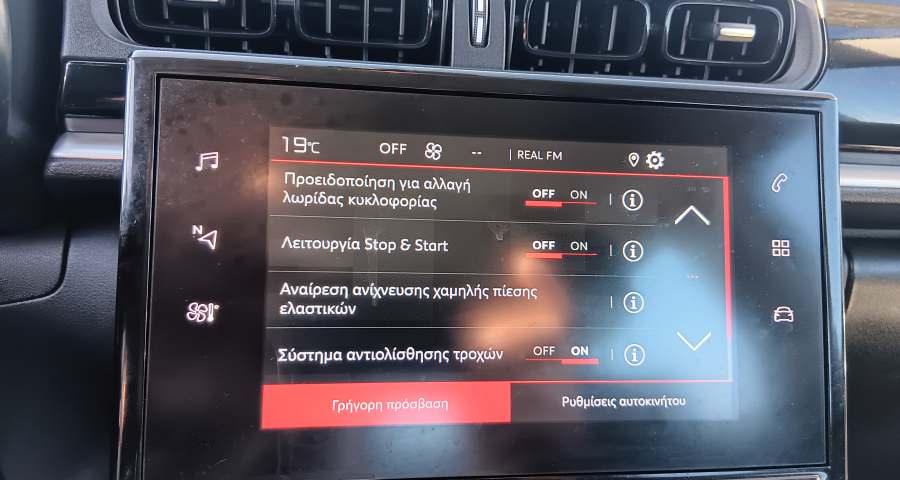 19°C OFF -- | REAL FM
Προειδοποίηση για αλλαγή
λωρίδας κυκλοφορίας
OFF ON
Λειτουργία Stop & Start
OFF ON
Αναίρεση ανίχνευσης χαμηλής πίεσης
ελαστικών
Σύστημα αντιολίσθησης τροχών
OFF ON
Γρήγορη πρόσβαση
Ρυθμίσεις αυτοκινήτου
N